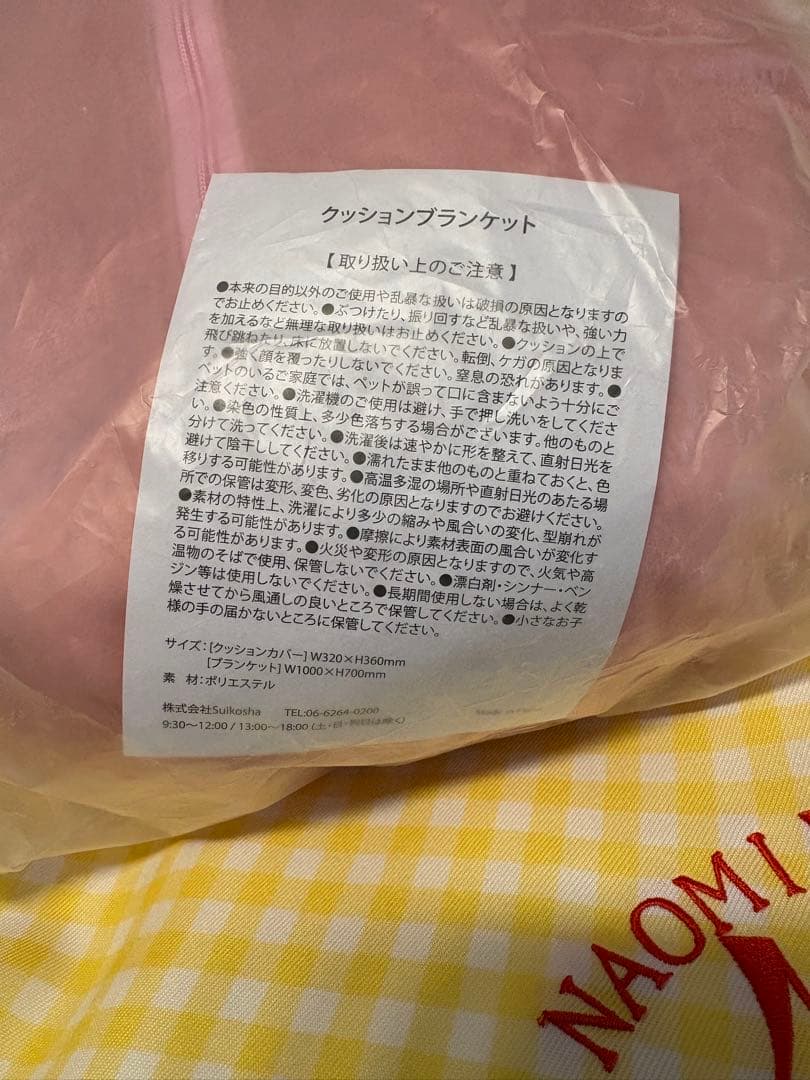 クッションブランケット
【取り扱い上のご注意】
●本来の目的以外のご使用や乱暴な扱いは破損の原因となりますの
でお止めください。●ぶつけたり、振り回すなど乱暴な扱いや、強い力
を加えるなど無理な取り扱いはお止めください。●クッションの上で
飛び跳ねたり、床に放置しないでください。転倒、ケガの原因となりま
す。●強く顔を覆ったりしないでください。窒息の恐れがあります。●
ペットのいるご家庭では、ペットが誤って口に含まないよう十分にご
注意ください。●洗濯機のご使用は避け、手で押し洗いをしてくださ
い。●染色の性質上、多少色落ちする場合がございます。他のものと
分けて洗ってください。●洗濯後は速やかに形を整えて、直射日光を
避けて陰干ししてください。●濡れたまま他のものと重ねておくと、色
移りする可能性があります。●高温多湿の場所や直射日光のあたる場
所での保管は変形、変色、劣化の原因となりますのでお避けください。
●素材の特性上、洗濯により多少の縮みや風合いの変化、型崩れが
発生する可能性があります。●摩擦により素材表面の風合いが変化す
る可能性があります。●火災や変形の原因となりますので、火気や高
温物のそばで使用、保管しないでください。●漂白剤・シンナー・ベン
ジン等は使用しないでください。●長期間使用しない場合は、よく乾
燥させてから風通しの良いところで保管してください。●小さなお子
様の手の届かないところに保管してください。
サイズ：[クッションカバー] W320×H360mm
[ブランケット] W1000×H700mm
素　材：ポリエステル
株式会社Suikosha　TEL:06-6264-0200
9:30～12:00 / 13:00～18:00（土・日・祝日は除く）
NAOMI